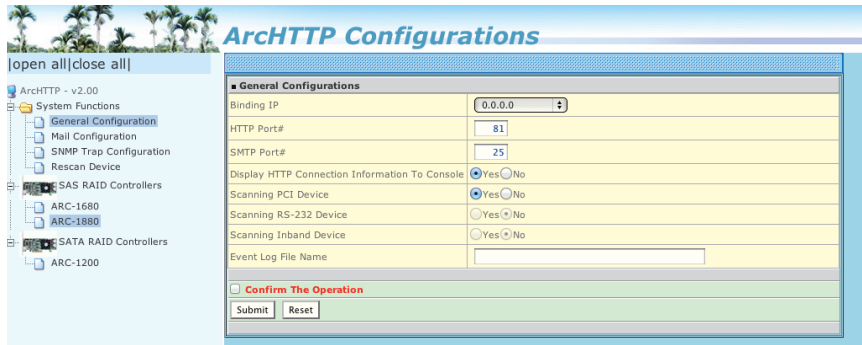 ArcHTTP Configurations
|open all|close all|
ArcHTTP - v2.00
System Functions
General Configuration
Mail Configuration
SNMP Trap Configuration
Rescan Device
SAS RAID Controllers
ARC-1680
ARC-1880
SATA RAID Controllers
ARC-1200
General Configurations
Binding IP 0.0.0.0
HTTP Port# 81
SMTP Port# 25
Display HTTP Connection Information To Console Yes No
Scanning PCI Device Yes No
Scanning RS-232 Device Yes No
Scanning Inband Device Yes No
Event Log File Name
Confirm The Operation
Submit Reset